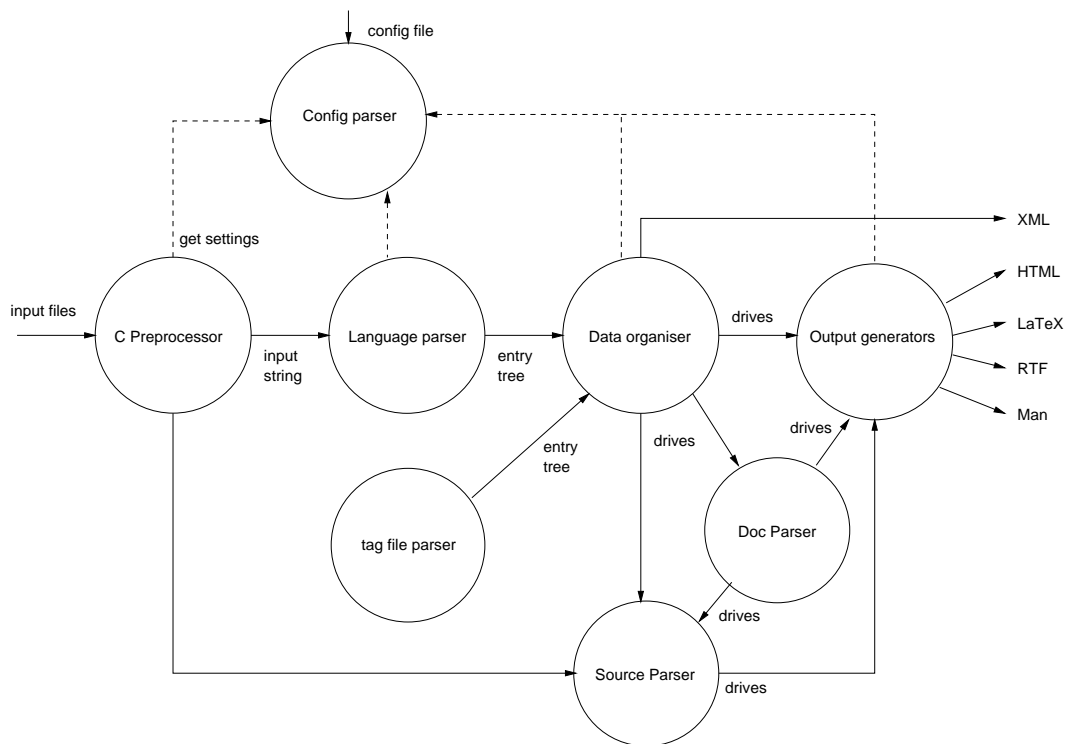 config file
Config parser
get settings
XML
HTML
input files
C Preprocessor
input
string
Language parser
entry
tree
Data organiser
drives
Output generators
LaTeX
RTF
Man
entry
tree
drives
drives
tag file parser
Doc Parser
drives
Source Parser
drives